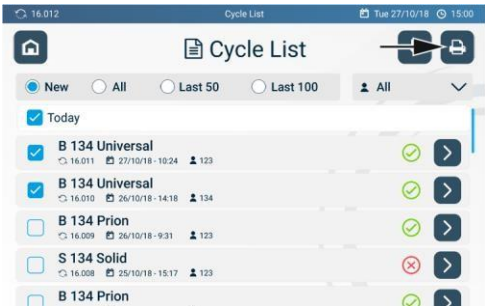 16.012 Cycle List Tue 27/10/18 15:00
Cycle List
New All Last 50 Last 100 All
Today
B 134 Universal
16.011 27/10/18 - 10:24 123
B 134 Universal
16.010 26/10/18 - 14:18 134
B 134 Prion
16.009 26/10/18 - 9:31 123
S 134 Solid
16.008 25/10/18 - 15:17 123
B 134 Prion